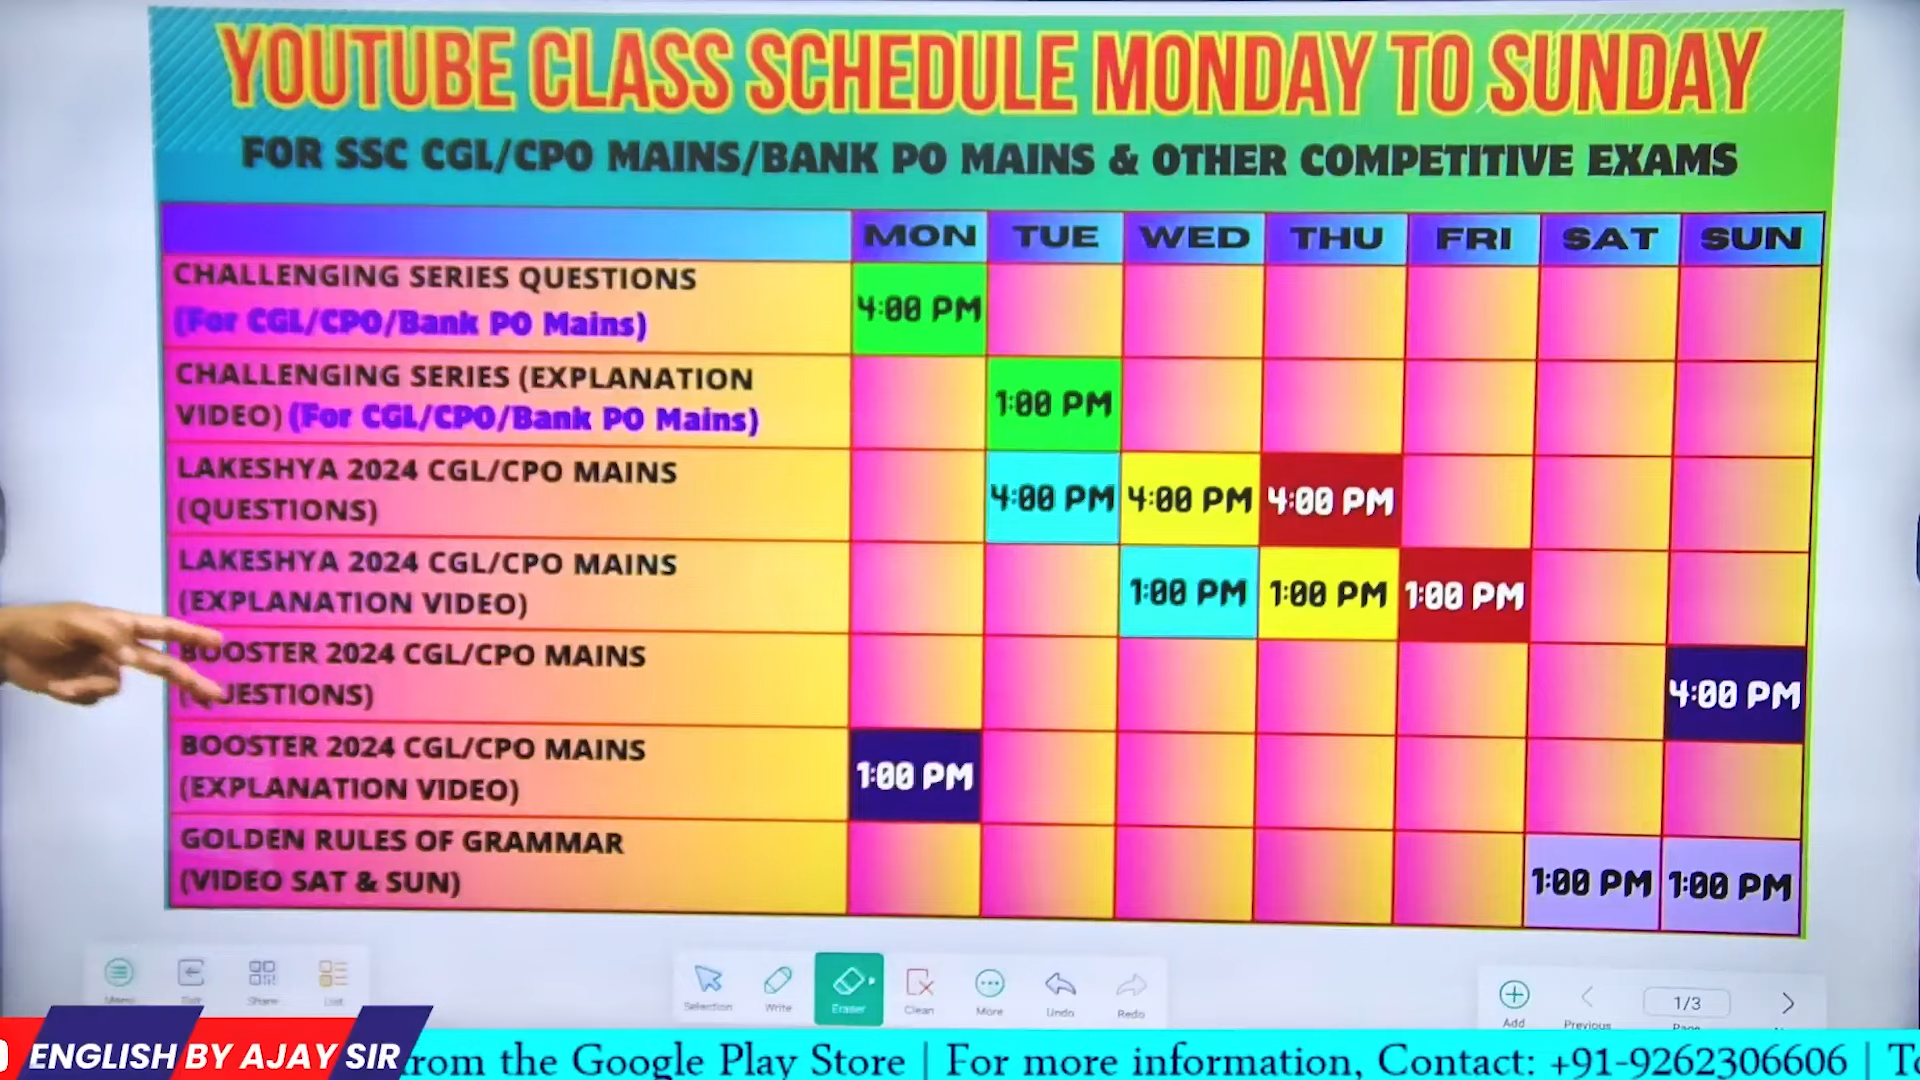 YOUTUBE CLASS SCHEDULE MONDAY TO SUNDAY
FOR SSC CGL/CPO MAINS/BANK PO MAINS & OTHER COMPETITIVE EXAMS
MON TUE WED THU FRI SAT SUN
CHALLENGING SERIES QUESTIONS
(For CGL/CPO/Bank PO Mains)
4:00 PM
CHALLENGING SERIES (EXPLANATION
VIDEO) (For CGL/CPO/Bank PO Mains)
1:00 PM
LAKESHYA 2024 CGL/CPO MAINS
(QUESTIONS)
4:00 PM 4:00 PM 4:00 PM
LAKESHYA 2024 CGL/CPO MAINS
(EXPLANATION VIDEO)
1:00 PM 1:00 PM 1:00 PM
BOOSTER 2024 CGL/CPO MAINS
(QUESTIONS)
4:00 PM
BOOSTER 2024 CGL/CPO MAINS
(EXPLANATION VIDEO)
1:00 PM
GOLDEN RULES OF GRAMMAR
(VIDEO SAT & SUN)
1:00 PM 1:00 PM
Menu Exit Share List
Selection Write Eraser Clean More Undo Redo
Add Previous 1/3 Page
ENGLISH BY AJAY SIR
from the Google Play Store | For more information, Contact: +91-9262306606 |